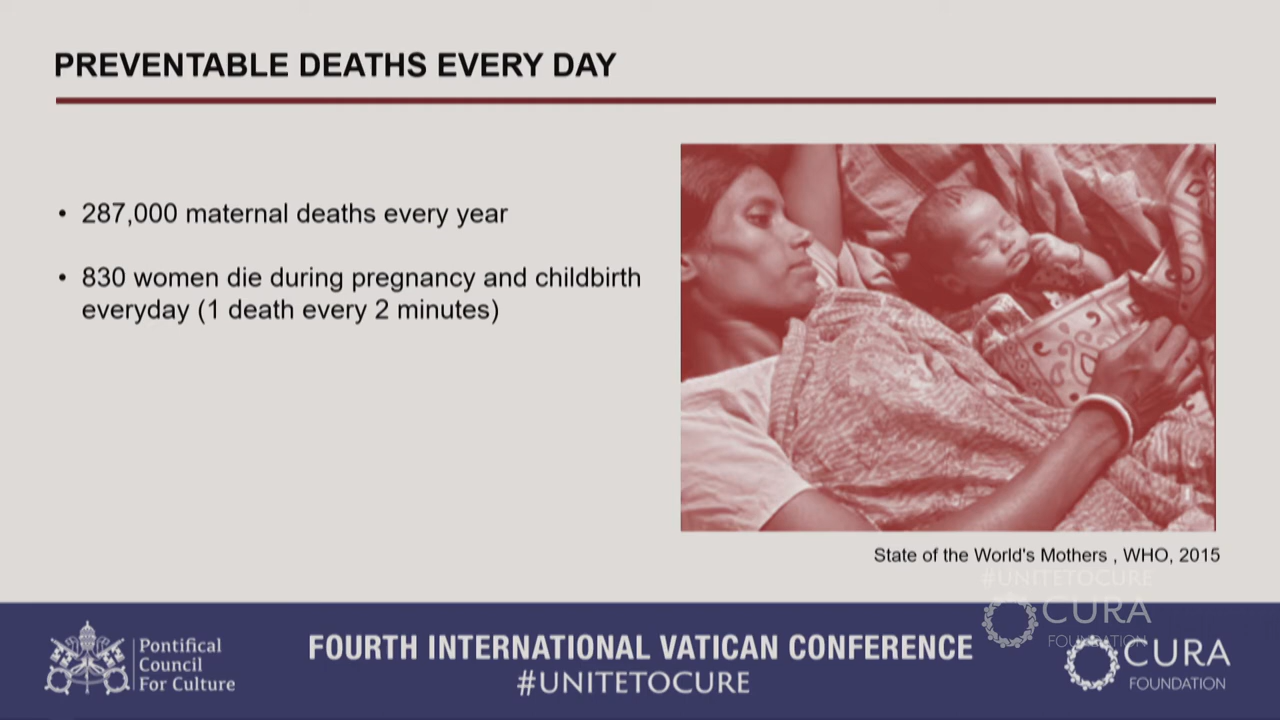 PREVENTABLE DEATHS EVERY DAY
• 287,000 maternal deaths every year
• 830 women die during pregnancy and childbirth
everyday (1 death every 2 minutes)
State of the World's Mothers , WHO, 2015
#UNITETOCURE
CURA
FOUNDATION
Pontifical
Council
For Culture
FOURTH INTERNATIONAL VATICAN CONFERENCE
#UNITETOCURE
CURA
FOUNDATION